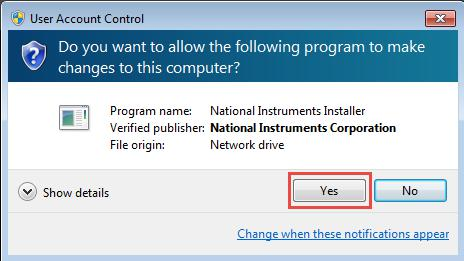 User Account Control
Do you want to allow the following program to make
changes to this computer?
Program name: National Instruments Installer
Verified publisher: National Instruments Corporation
File origin: Network drive
Show details
Yes
No
Change when these notifications appear